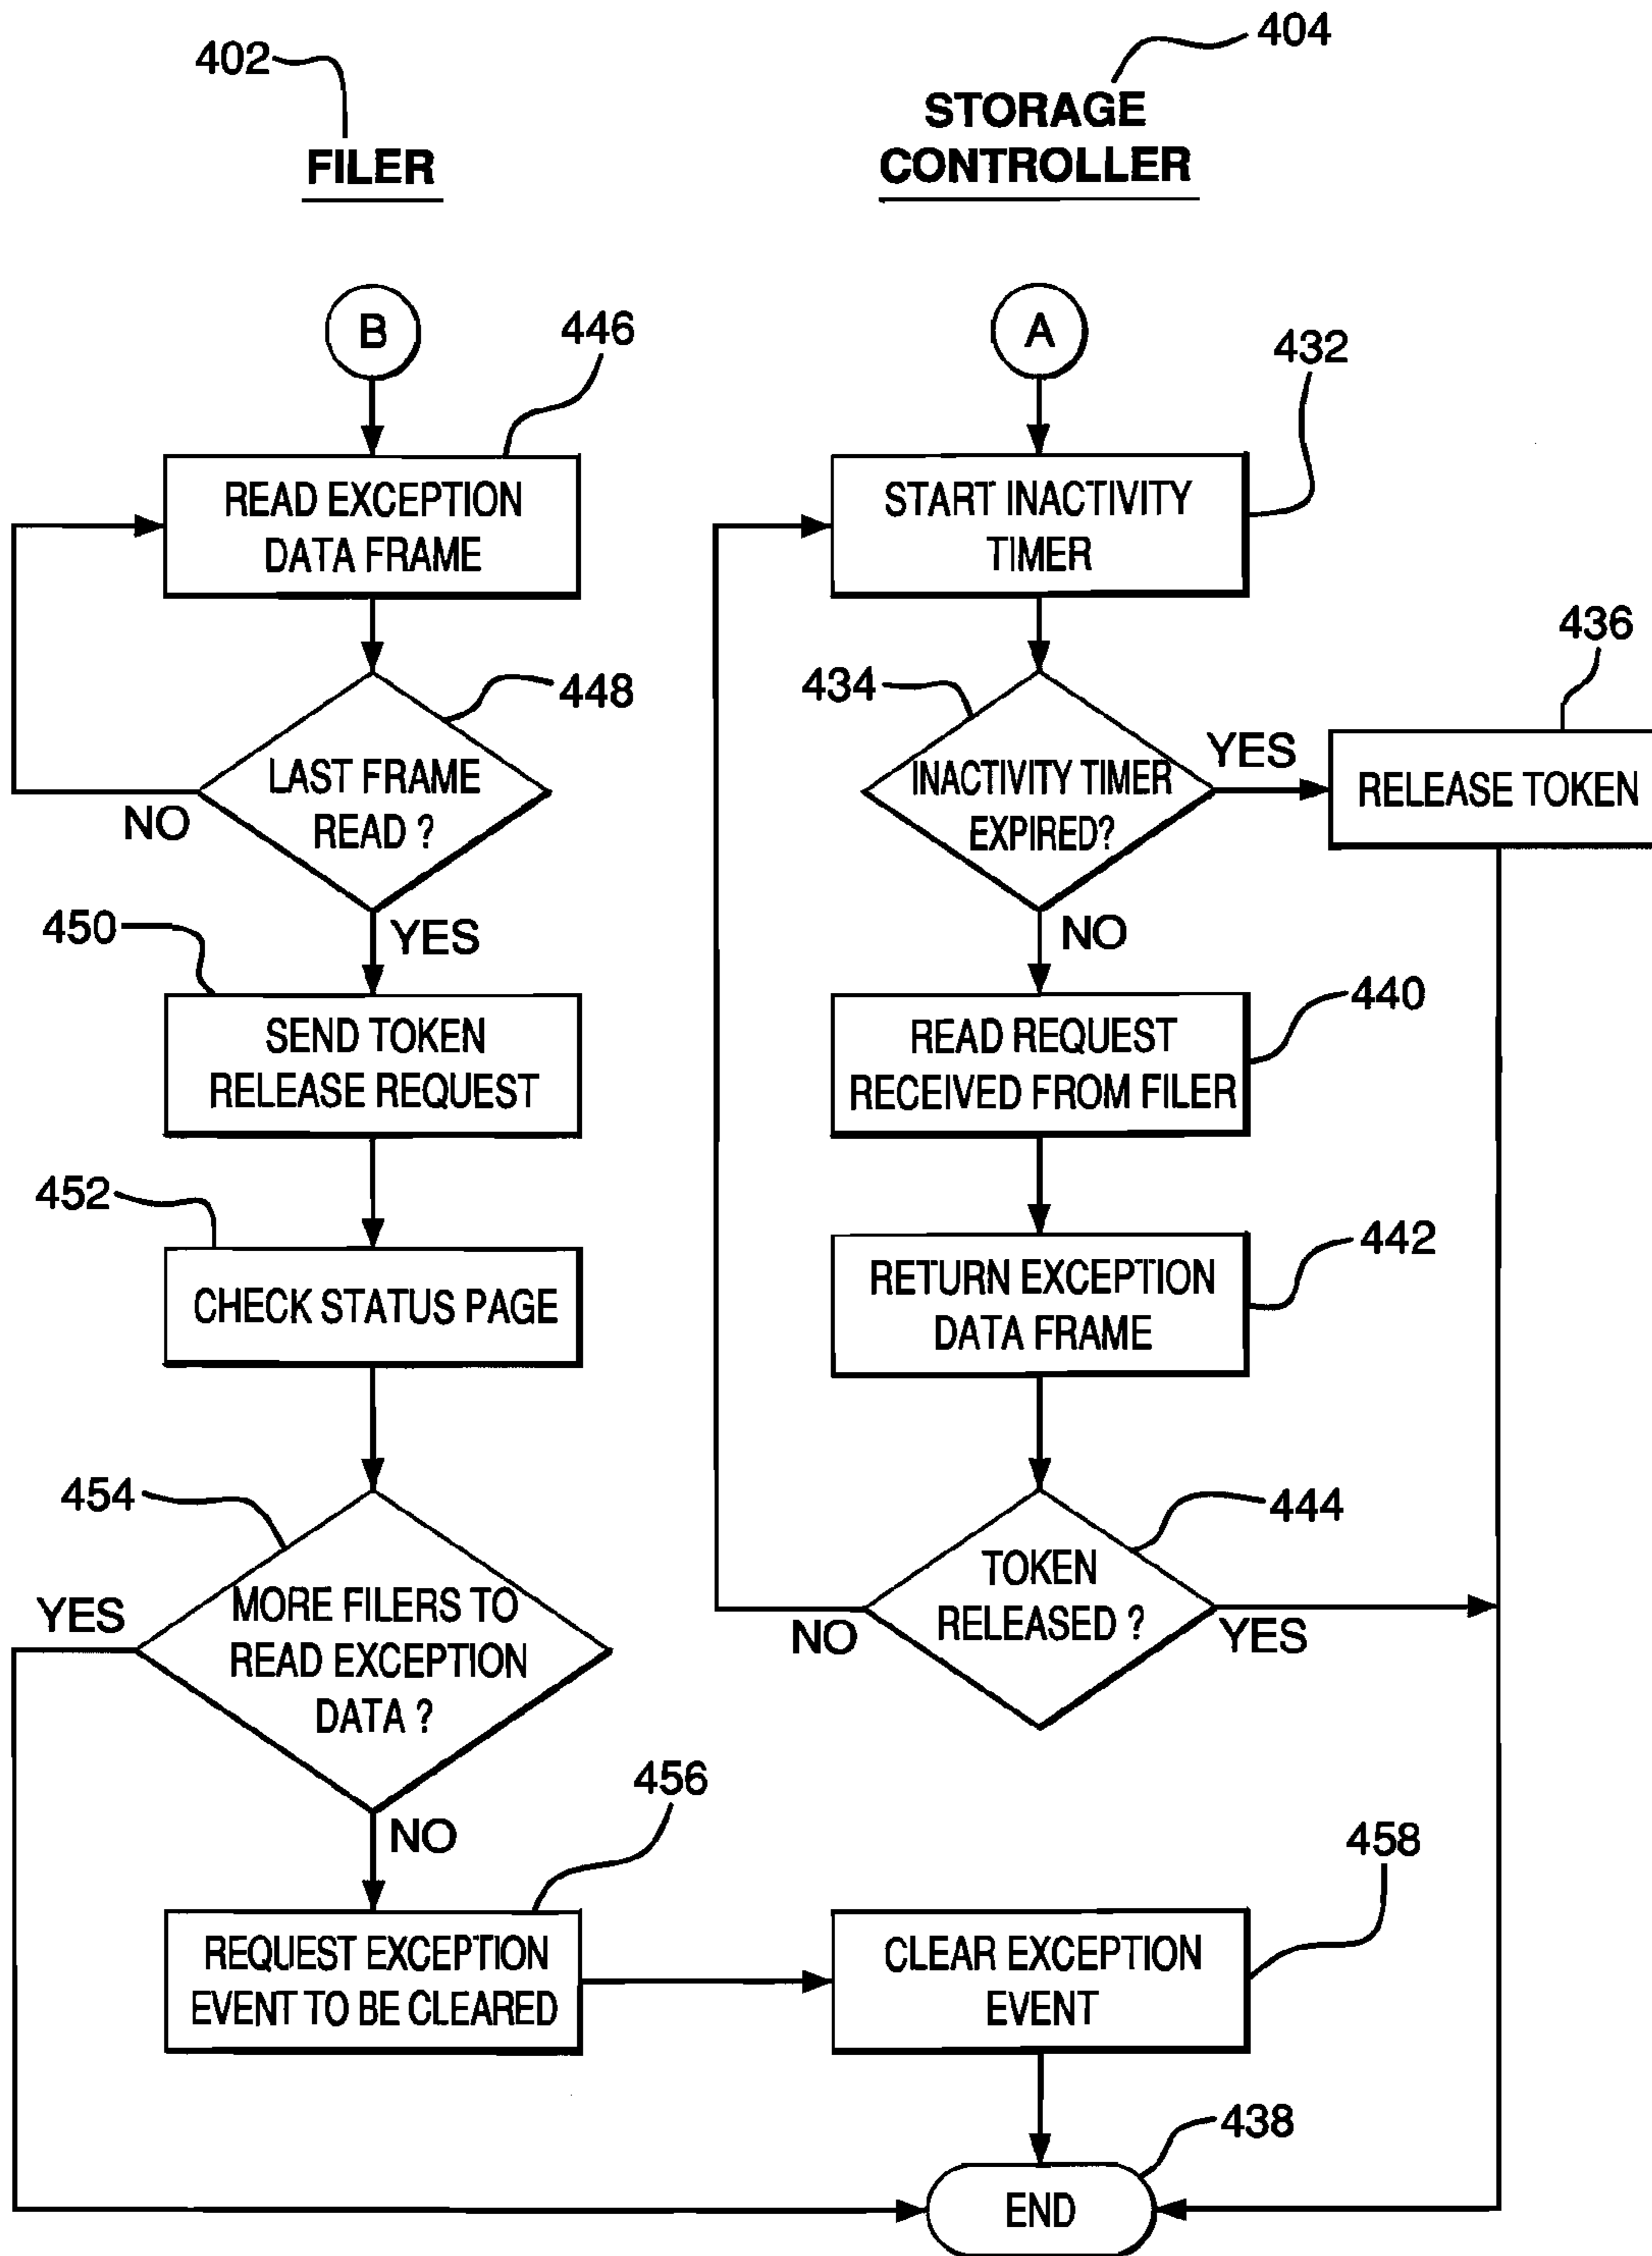 402
FILER
404
STORAGE
CONTROLLER
B
446
READ EXCEPTION
DATA FRAME
448
LAST FRAME
READ ?
NO
YES
450
SEND TOKEN
RELEASE REQUEST
452
CHECK STATUS PAGE
454
YES
MORE FILERS TO
READ EXCEPTION
DATA ?
NO
456
REQUEST EXCEPTION
EVENT TO BE CLEARED
A
432
START INACTIVITY
TIMER
434
INACTIVITY TIMER
EXPIRED?
YES
436
RELEASE TOKEN
NO
440
READ REQUEST
RECEIVED FROM FILER
442
RETURN EXCEPTION
DATA FRAME
444
TOKEN
RELEASED ?
NO
YES
458
CLEAR EXCEPTION
EVENT
438
END